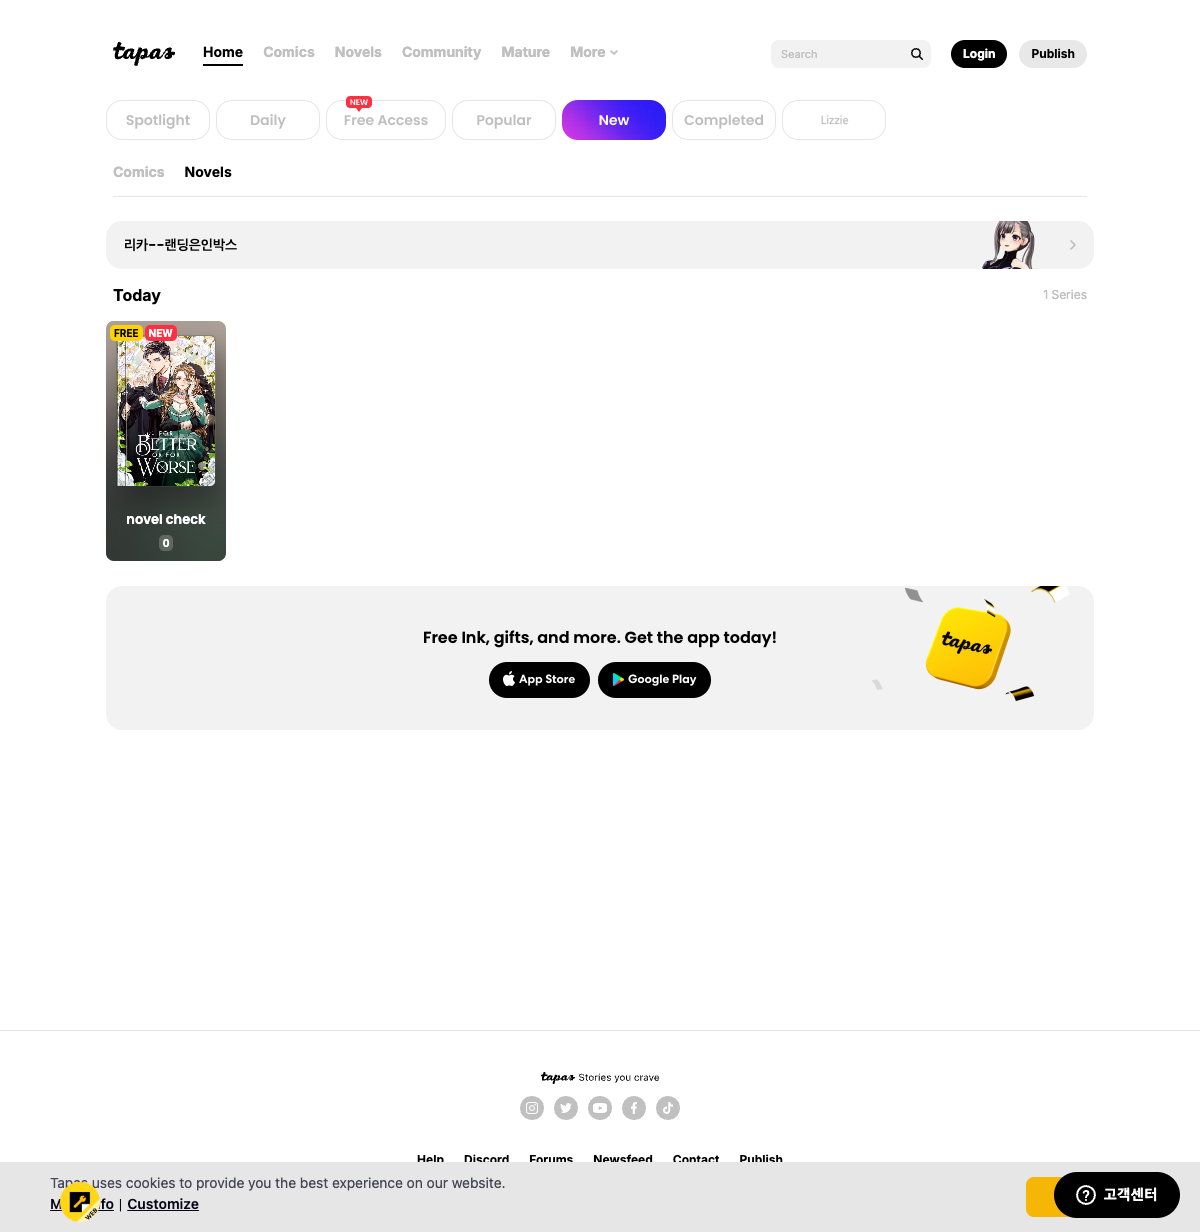 tapas Home Comics Novels Community Mature More Search Login Publish
NEW
Spotlight Daily Free Access Popular New Completed Lizzie
Comics Novels
리카--랜딩은인박스
Today 1 Series
FREE NEW
FOR
BETTER
OR FOR
WORSE
novel check
0
Free Ink, gifts, and more. Get the app today!
App Store Google Play
tapas
tapas Stories you crave
Help Discord Forums Newsfeed Contact Publish
Tapas uses cookies to provide you the best experience on our website.
| Customize
WEB
고객센터